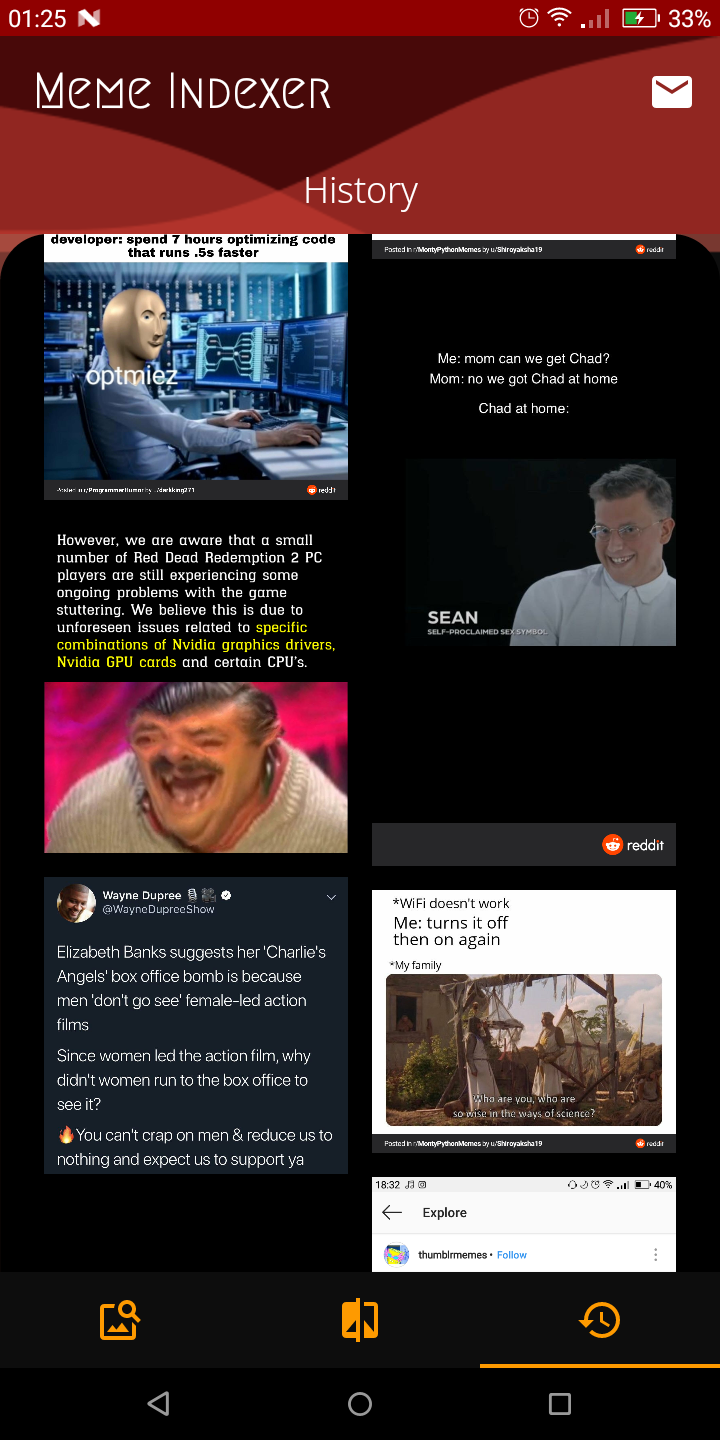 01:25
33%
Meme Indexer
History
developer: spend 7 hours optimizing code
that runs .5s faster
optmiez
Posted in r/ProgrammerHumor by u/darkking271
reddit
However, we are aware that a small
number of Red Dead Redemption 2 PC
players are still experiencing some
ongoing problems with the game
stuttering. We believe this is due to
unforeseen issues related to specific
combinations of Nvidia graphics drivers,
Nvidia GPU cards and certain CPU's.
Wayne Dupree
@WayneDupreeShow
Elizabeth Banks suggests her 'Charlie's
Angels' box office bomb is because
men 'don't go see' female-led action
films
Since women led the action film, why
didn't women run to the box office to
see it?
🔥You can't crap on men & reduce us to
nothing and expect us to support ya
Posted in r/MontyPythonMemes by u/Shiroyaksha19
reddit
Me: mom can we get Chad?
Mom: no we got Chad at home
Chad at home:
SEAN
SELF-PROCLAIMED SEX SYMBOL
reddit
*WiFi doesn't work
Me: turns it off
then on again
*My family
Who are you, who are
so wise in the ways of science?
Posted in r/MontyPythonMemes by u/Shiroyaksha19
reddit
18:32
40%
Explore
thumblrmemes • Follow